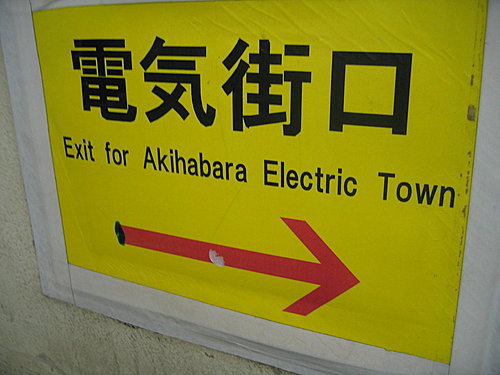 電気街口
Exit for Akihabara Electric Town